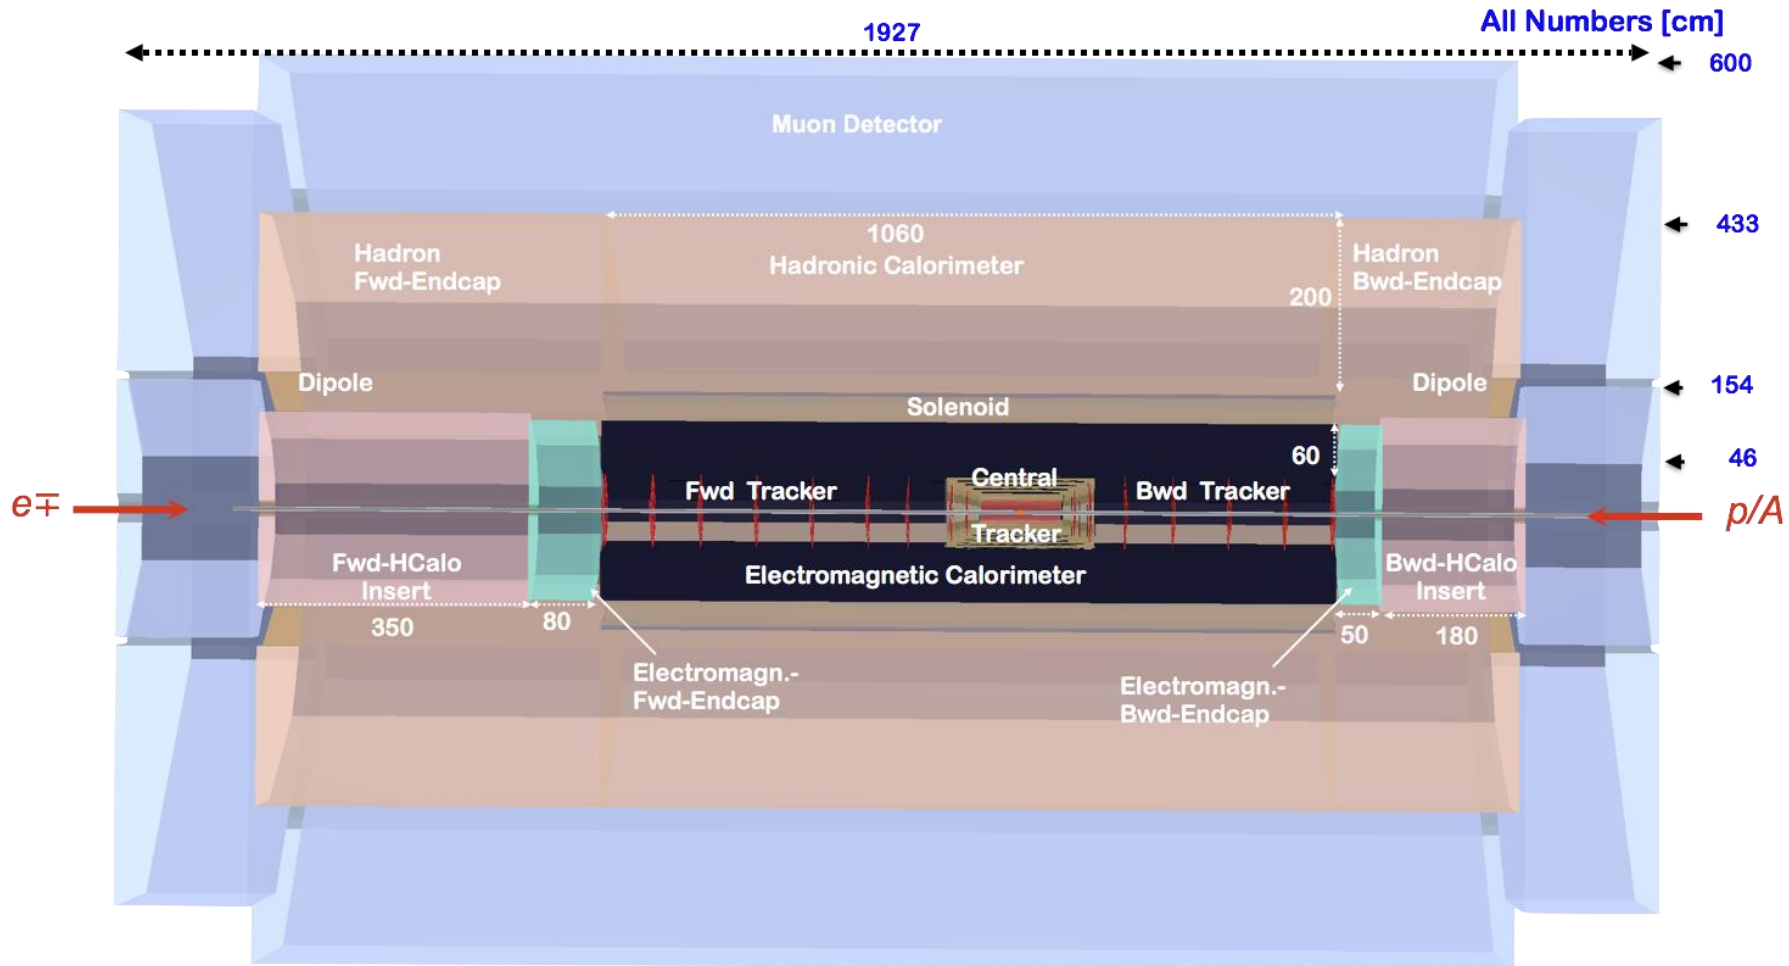 1927
All Numbers [cm]
600
Muon Detector
433
1060
Hadronic Calorimeter
Hadron
Fwd-Endcap
Hadron
Bwd-Endcap
200
Dipole
Dipole
154
Solenoid
60
46
Fwd Tracker
Central
Tracker
Bwd Tracker
e∓
p/A
Fwd-HCalo
Insert
Electromagnetic Calorimeter
Bwd-HCalo
Insert
350
80
50
180
Electromagn.-
Fwd-Endcap
Electromagn.-
Bwd-Endcap